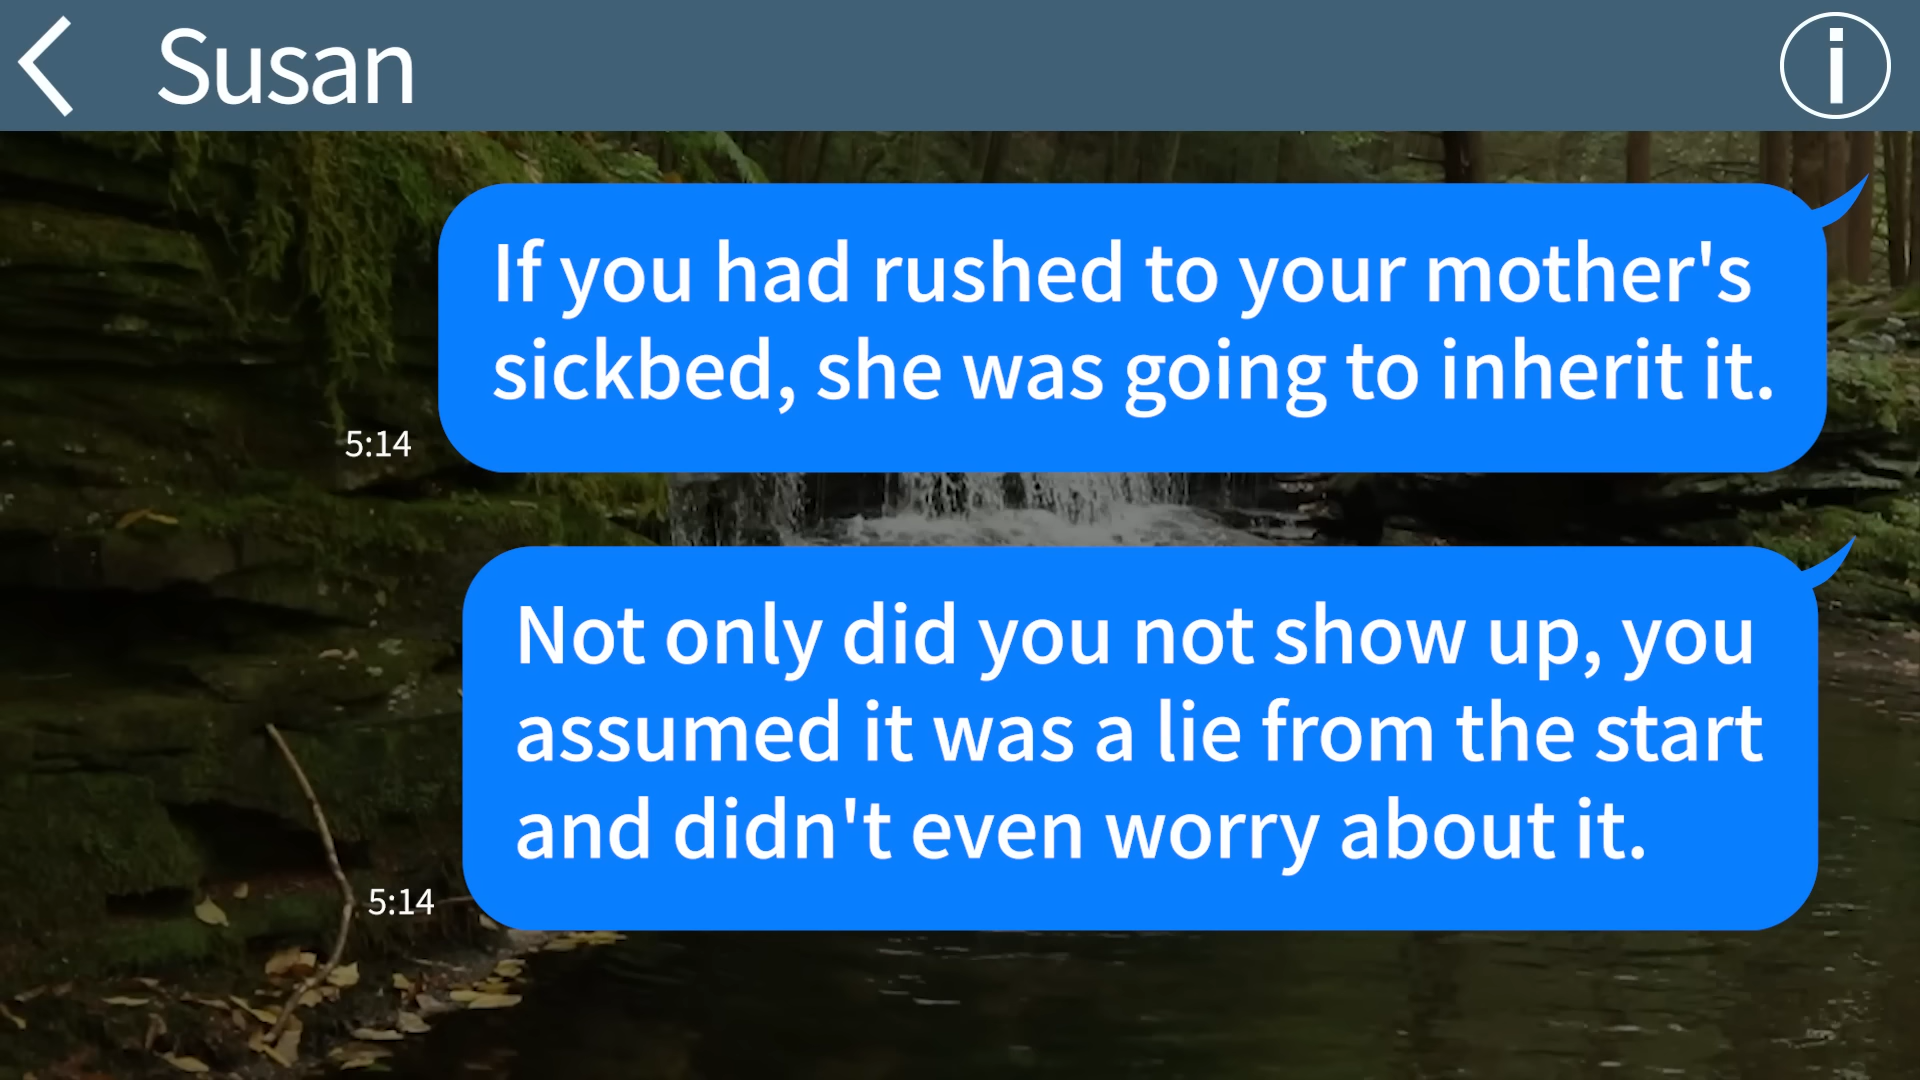 Susan
If you had rushed to your mother's
sickbed, she was going to inherit it.
5:14
Not only did you not show up, you
assumed it was a lie from the start
and didn't even worry about it.
5:14